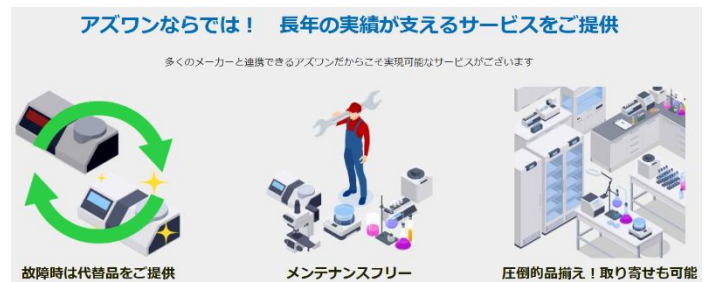 アズワンならでは！　長年の実績が支えるサービスをご提供
多くのメーカーと連携できるアズワンだからこそ実現可能なサービスがございます
故障時は代替品をご提供
メンテナンスフリー
圧倒的品揃え！取り寄せも可能